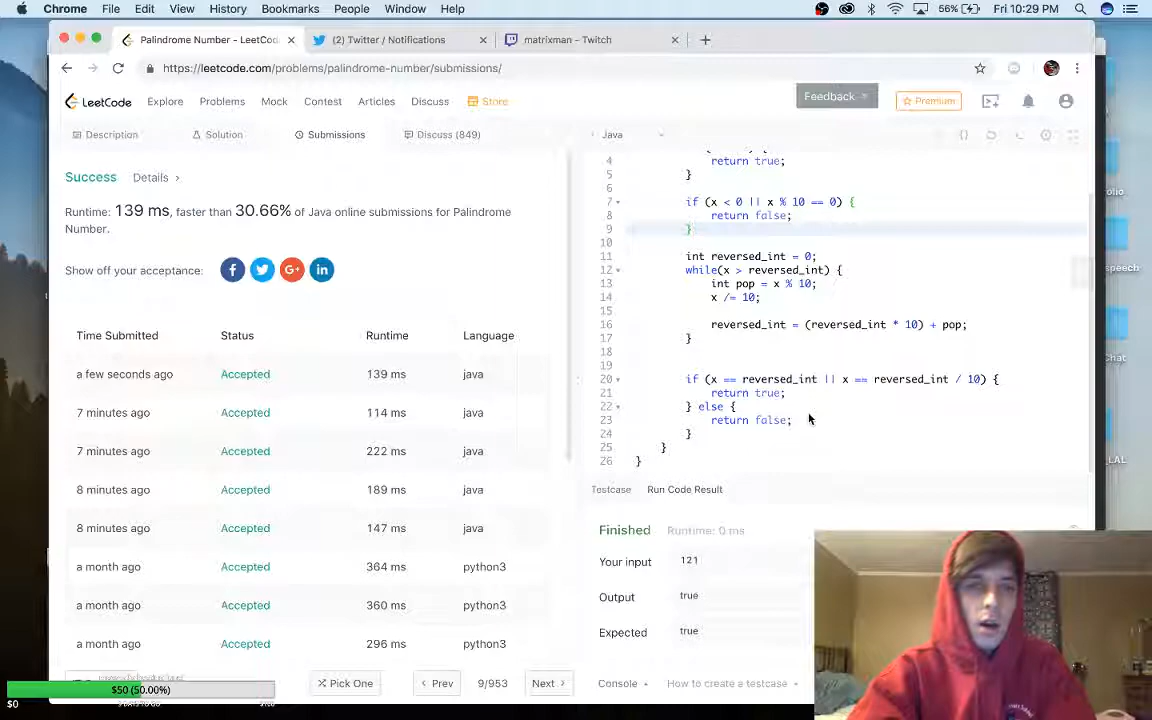 Chrome File Edit View History Bookmarks People Window Help 56% Fri 10:29 PM
Palindrome Number - LeetCod (2) Twitter / Notifications matrixman - Twitch
https://leetcode.com/problems/palindrome-number/submissions/
LeetCode Explore Problems Mock Contest Articles Discuss Store Feedback Premium
Description Solution Submissions Discuss (849) Java
Success Details
Runtime: 139 ms, faster than 30.66% of Java online submissions for Palindrome
Number.
Show off your acceptance:
Time Submitted Status Runtime Language
a few seconds ago Accepted 139 ms java
7 minutes ago Accepted 114 ms java
7 minutes ago Accepted 222 ms java
8 minutes ago Accepted 189 ms java
8 minutes ago Accepted 147 ms java
a month ago Accepted 364 ms python3
a month ago Accepted 360 ms python3
a month ago Accepted 296 ms python3
4 return true;
5 }
6
7 if (x < 0 || x % 10 == 0) {
8 return false;
9 }
10
11 int reversed_int = 0;
12 while(x > reversed_int) {
13 int pop = x % 10;
14 x /= 10;
15
16 reversed_int = (reversed_int * 10) + pop;
17 }
18
19
20 if (x == reversed_int || x == reversed_int / 10) {
21 return true;
22 } else {
23 return false;
24 }
25 }
26 }
Testcase Run Code Result
Finished Runtime: 0 ms
Your input 121
Output true
Expected true
Pick One Prev 9/953 Next Console How to create a testcase
$50 (50.00%)
$0
olio
speech
Chat
_LAL